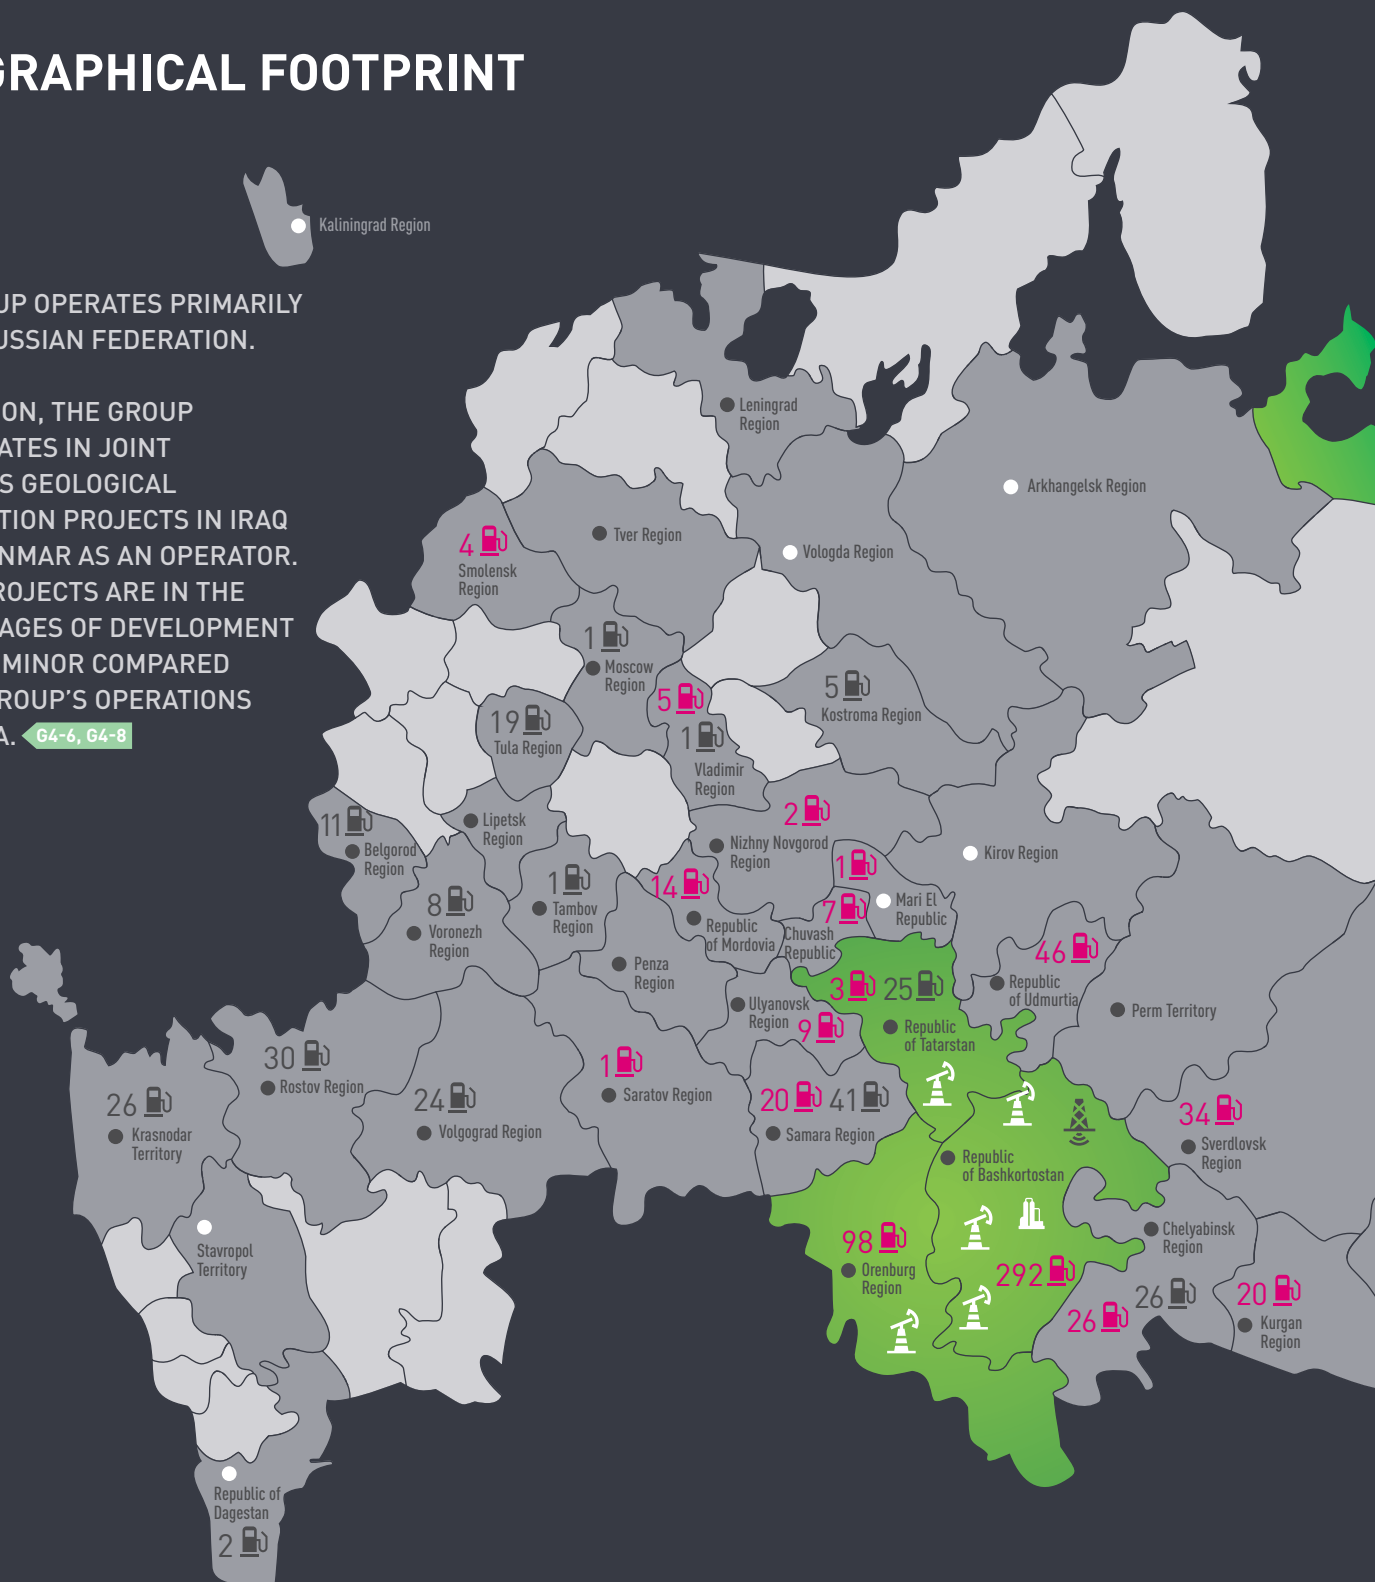 GRAPHICAL FOOTPRINT
Kaliningrad Region
UP OPERATES PRIMARILY
USSIAN FEDERATION.
ON, THE GROUP
ATES IN JOINT
S GEOLOGICAL
TION PROJECTS IN IRAQ
NMAR AS AN OPERATOR.
ROJECTS ARE IN THE
AGES OF DEVELOPMENT
MINOR COMPARED
GROUP'S OPERATIONS
A. G4-6, G4-8
Leningrad
Region
Arkhangelsk Region
Tver Region
Vologda Region
4
Smolensk
Region
1
Moscow
Region
5
1
Vladimir
Region
5
Kostroma Region
19
Tula Region
2
Nizhny Novgorod
Region
11
Belgorod
Region
Lipetsk
Region
Kirov Region
1
Mari El
Republic
7
Chuvash
Republic
14
Republic
of Mordovia
1
Tambov
Region
8
Voronezh
Region
Penza
Region
46
Republic
of Udmurtia
Perm Territory
3 25
Republic
of Tatarstan
Ulyanovsk
Region
9
30
Rostov Region
1
Saratov Region
26
Krasnodar
Territory
24
Volgograd Region
20 41
Samara Region
34
Sverdlovsk
Region
Republic
of Bashkortostan
292
Stavropol
Territory
98
Orenburg
Region
Chelyabinsk
Region
26
26
20
Kurgan
Region
Republic of
Dagestan
2